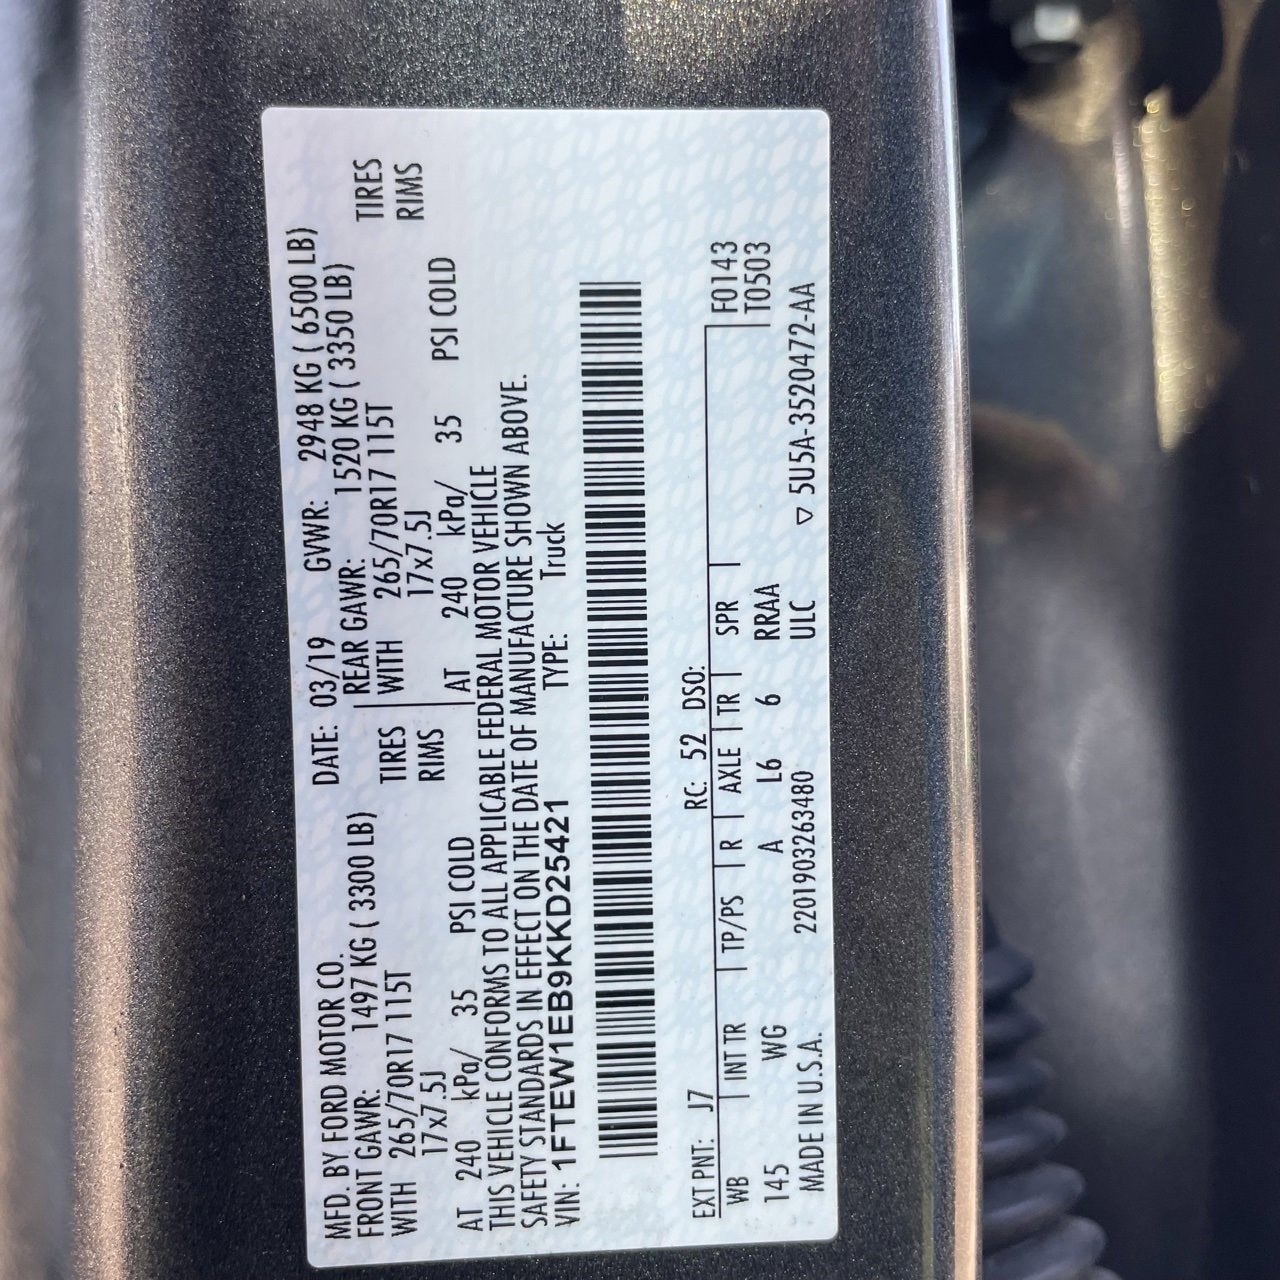 MFD. BY FORD MOTOR CO. DATE: 03/19 GVWR: 2948 KG ( 6500 LB)
FRONT GAWR: 1497 KG ( 3300 LB) REAR GAWR: 1520 KG ( 3350 LB)
WITH 265/70R17 115T TIRES WITH 265/70R17 115T TIRES
17x7.5J RIMS 17x7.5J RIMS
AT 240 kPa/ 35 PSI COLD AT 240 kPa/ 35 PSI COLD
THIS VEHICLE CONFORMS TO ALL APPLICABLE FEDERAL MOTOR VEHICLE
SAFETY STANDARDS IN EFFECT ON THE DATE OF MANUFACTURE SHOWN ABOVE.
VIN: 1FTEW1EB9KKD25421 TYPE: Truck
EXT PNT: J7 RC: 52 DSO:
WB INT TR TP/PS R AXLE TR SPR F0143
145 WG A L6 6 RRAA T0503
MADE IN U.S.A. 2201903263480 ULC ▽ 5U5A-3520472-AA